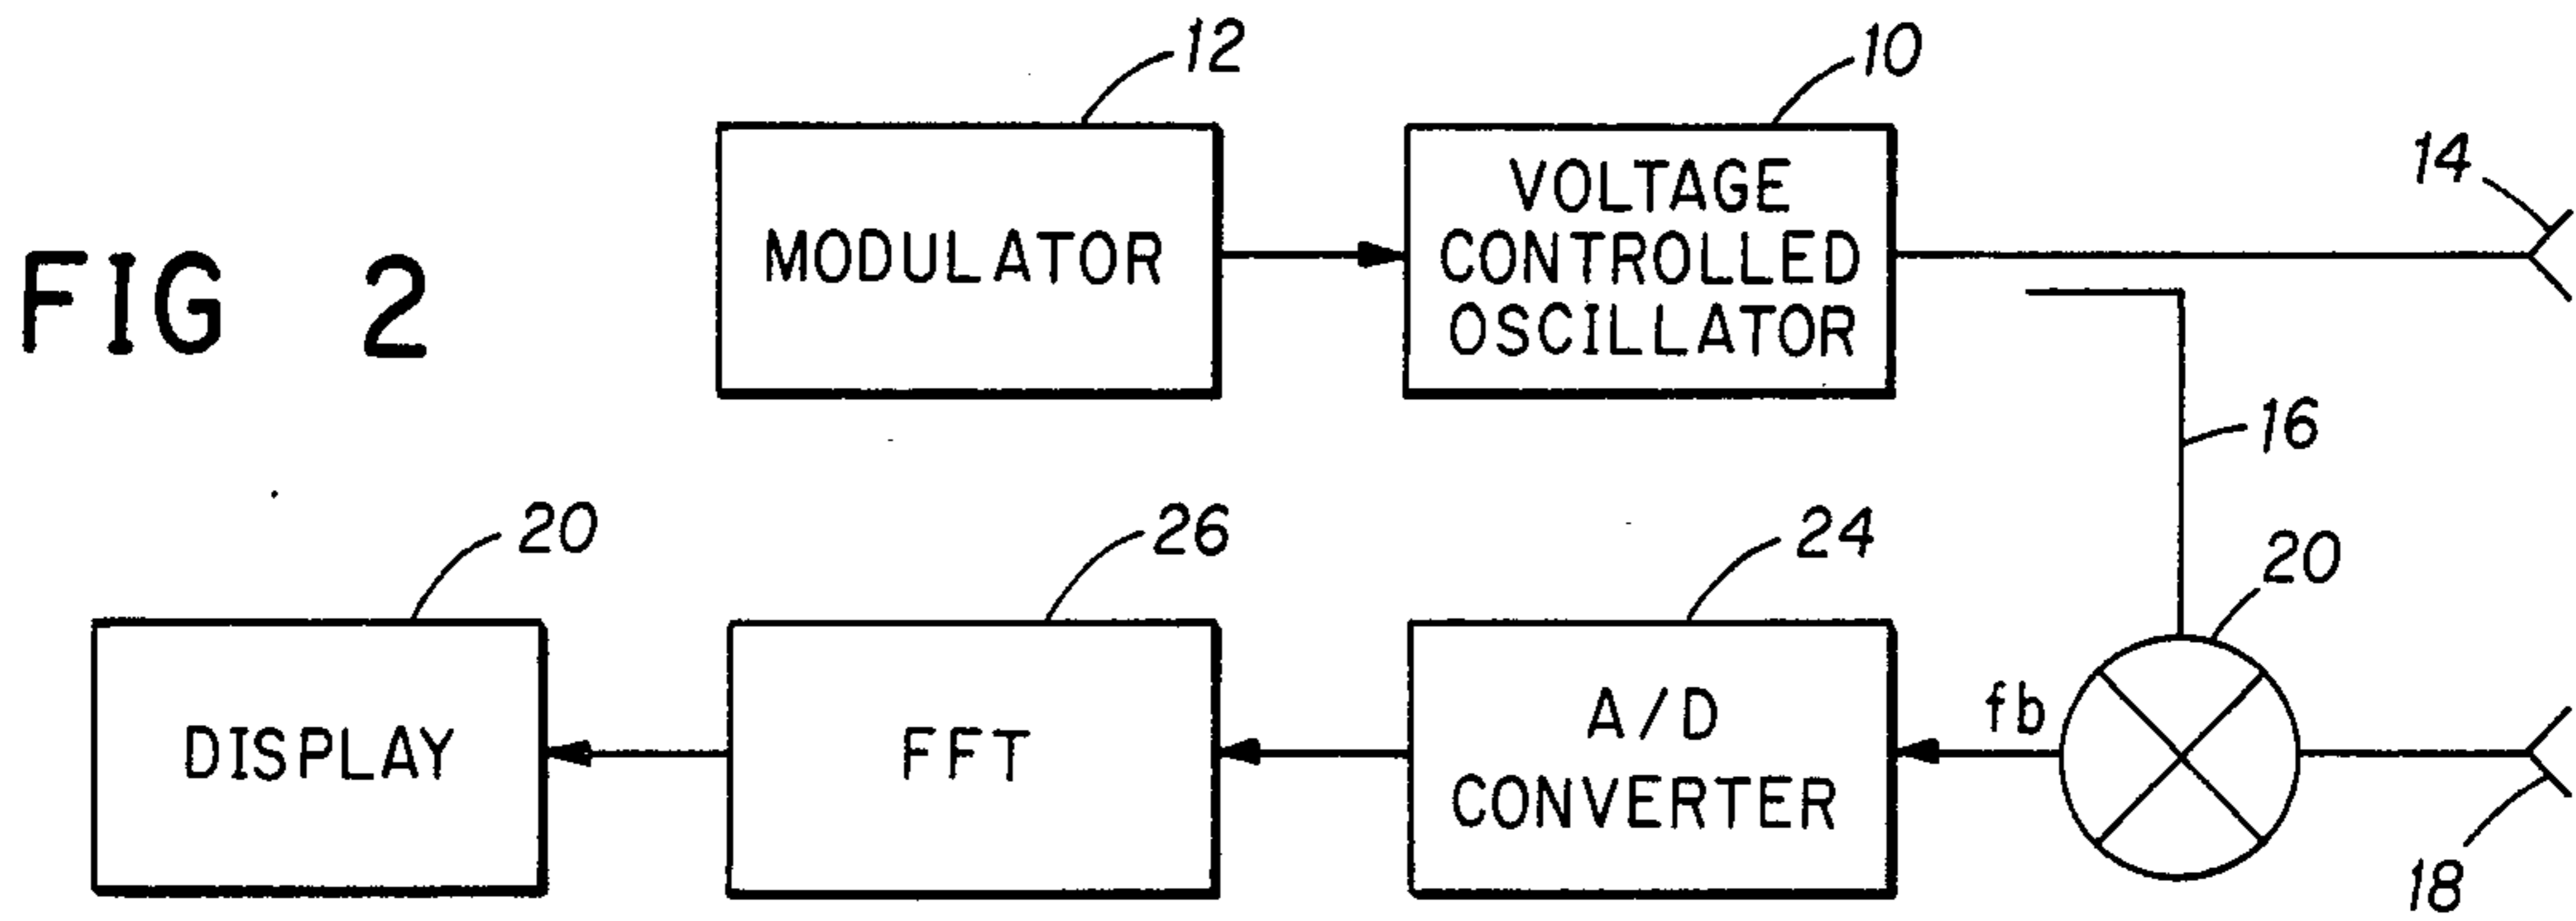 FIG 2
12
MODULATOR
10
VOLTAGE
CONTROLLED
OSCILLATOR
14
16
20
DISPLAY
26
FFT
24
A/D
CONVERTER
fb
20
18